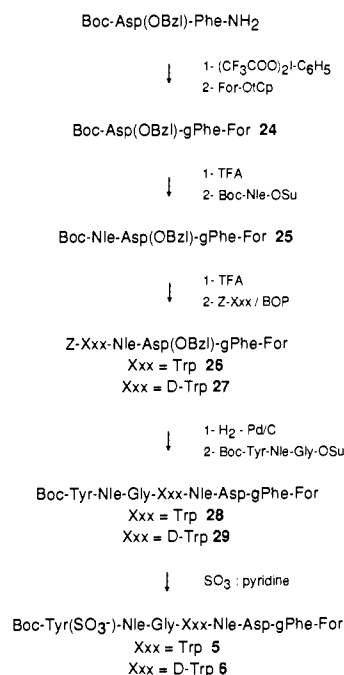 Boc-Asp(OBzl)-Phe-NH2
1- (CF3COO)2I-C6H5
2- For-OtCp
Boc-Asp(OBzl)-gPhe-For 24
1- TFA
2- Boc-Nle-OSu
Boc-Nle-Asp(OBzl)-gPhe-For 25
1- TFA
2- Z-Xxx / BOP
Z-Xxx-Nle-Asp(OBzl)-gPhe-For
Xxx = Trp 26
Xxx = D-Trp 27
1- H2 - Pd/C
2- Boc-Tyr-Nle-Gly-OSu
Boc-Tyr-Nle-Gly-Xxx-Nle-Asp-gPhe-For
Xxx = Trp 28
Xxx = D-Trp 29
SO3 : pyridine
Boc-Tyr(SO3-)-Nle-Gly-Xxx-Nle-Asp-gPhe-For
Xxx = Trp 5
Xxx = D-Trp 6